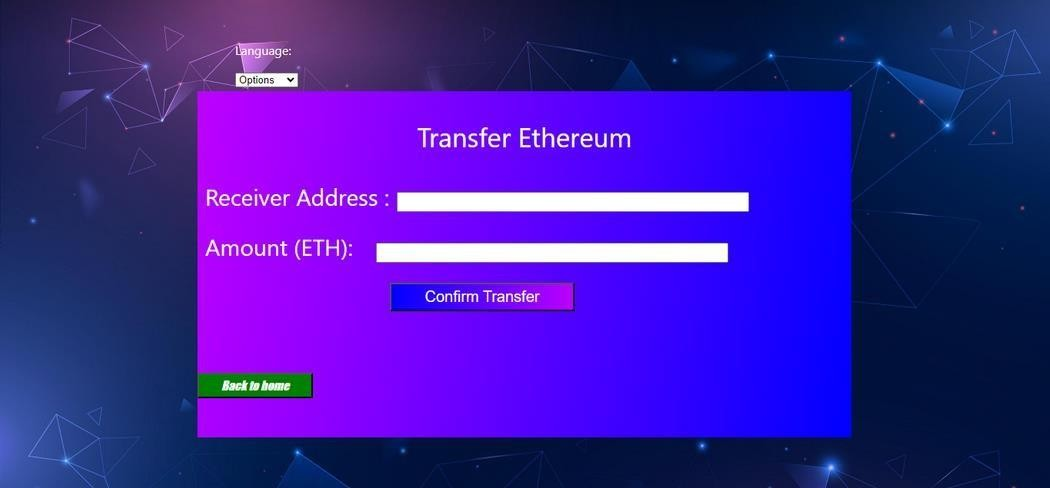 Language:
Options
Transfer Ethereum
Receiver Address :
Amount (ETH):
Confirm Transfer
Back to home